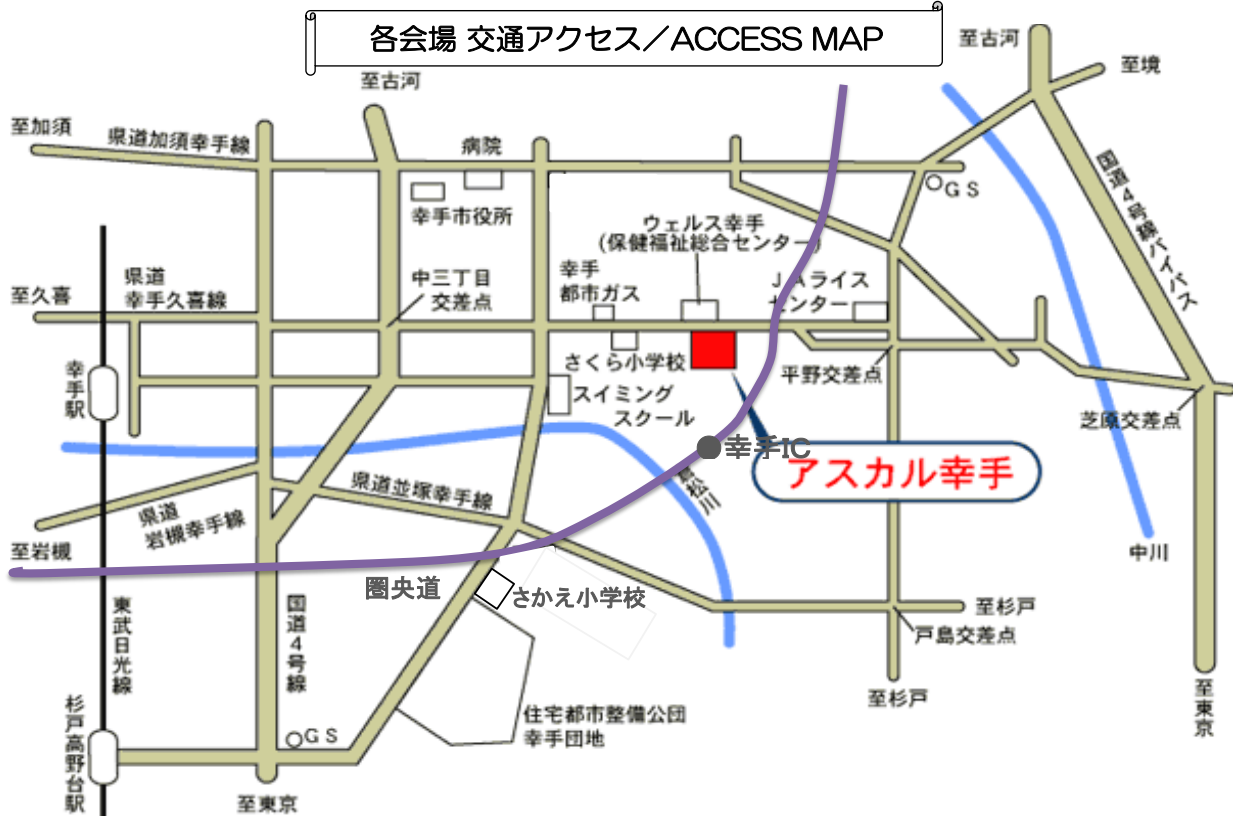 各会場 交通アクセス／ACCESS MAP
至古河
至境
至古河
至加須
県道加須幸手線
病院
国道4号線バイパス
GS
幸手市役所
ウェルス幸手
(保健福祉総合センター)
県道
幸手久喜線
至久喜
中三丁目
交差点
幸手
都市ガス
JAライス
センター
さくら小学校
平野交差点
幸手駅
スイミング
スクール
芝原交差点
幸手IC
アスカル幸手
倉松川
県道並塚幸手線
県道
岩槻幸手線
至岩槻
中川
圏央道
さかえ小学校
至杉戸
戸島交差点
東武日光線
国道4号線
至杉戸
至東京
杉戸高野台駅
住宅都市整備公団
幸手団地
GS
至東京